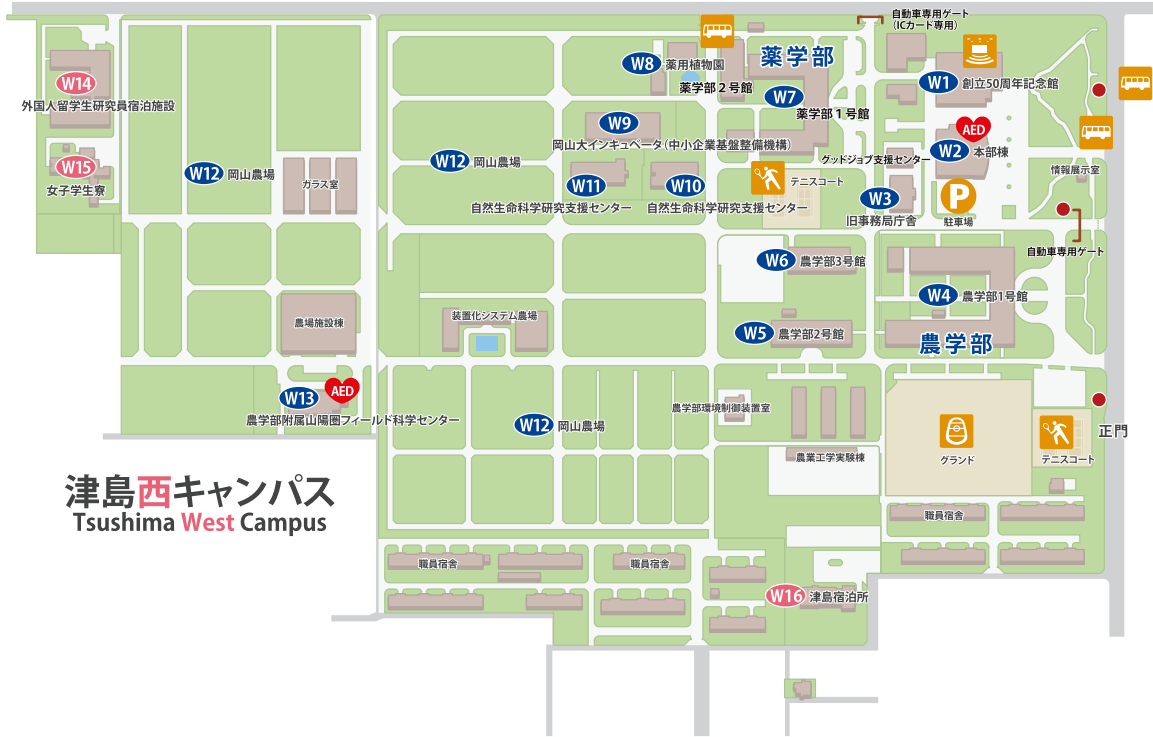 自動車専用ゲート
(ICカード専用)
W14
外国人留学生研究員宿泊施設
W15
女子学生寮
W12 岡山農場
ガラス室
W8 薬用植物園
薬学部
薬学部2号館
W7
薬学部1号館
W1 創立50周年記念館
W9
岡山大インキュベータ(中小企業基盤整備機構)
AED
W2 本部棟
W12 岡山農場
グッドジョブ支援センター
情報展示室
W11
自然生命科学研究支援センター
W10
自然生命科学研究支援センター
テニスコート
W3
旧事務局庁舎
P
駐車場
自動車専用ゲート
W6 農学部3号館
W4 農学部1号館
農場施設棟
装置化システム農場
W5 農学部2号館
農学部
W13
AED
農学部附属山陽圏フィールド科学センター
W12 岡山農場
農学部環境制御装置室
農業工学実験棟
グランド
テニスコート
正門
津島西キャンパス
Tsushima West Campus
職員宿舎
職員宿舎
職員宿舎
W16 津島宿泊所